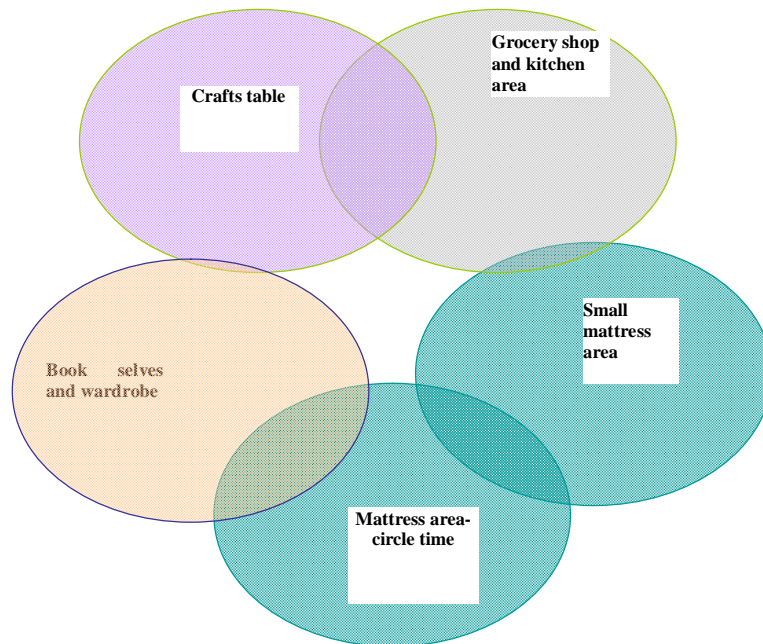 Grocery shop
and kitchen
area
Crafts table
Small
mattress
area
Book selves
and wardrobe
Mattress area-
circle time